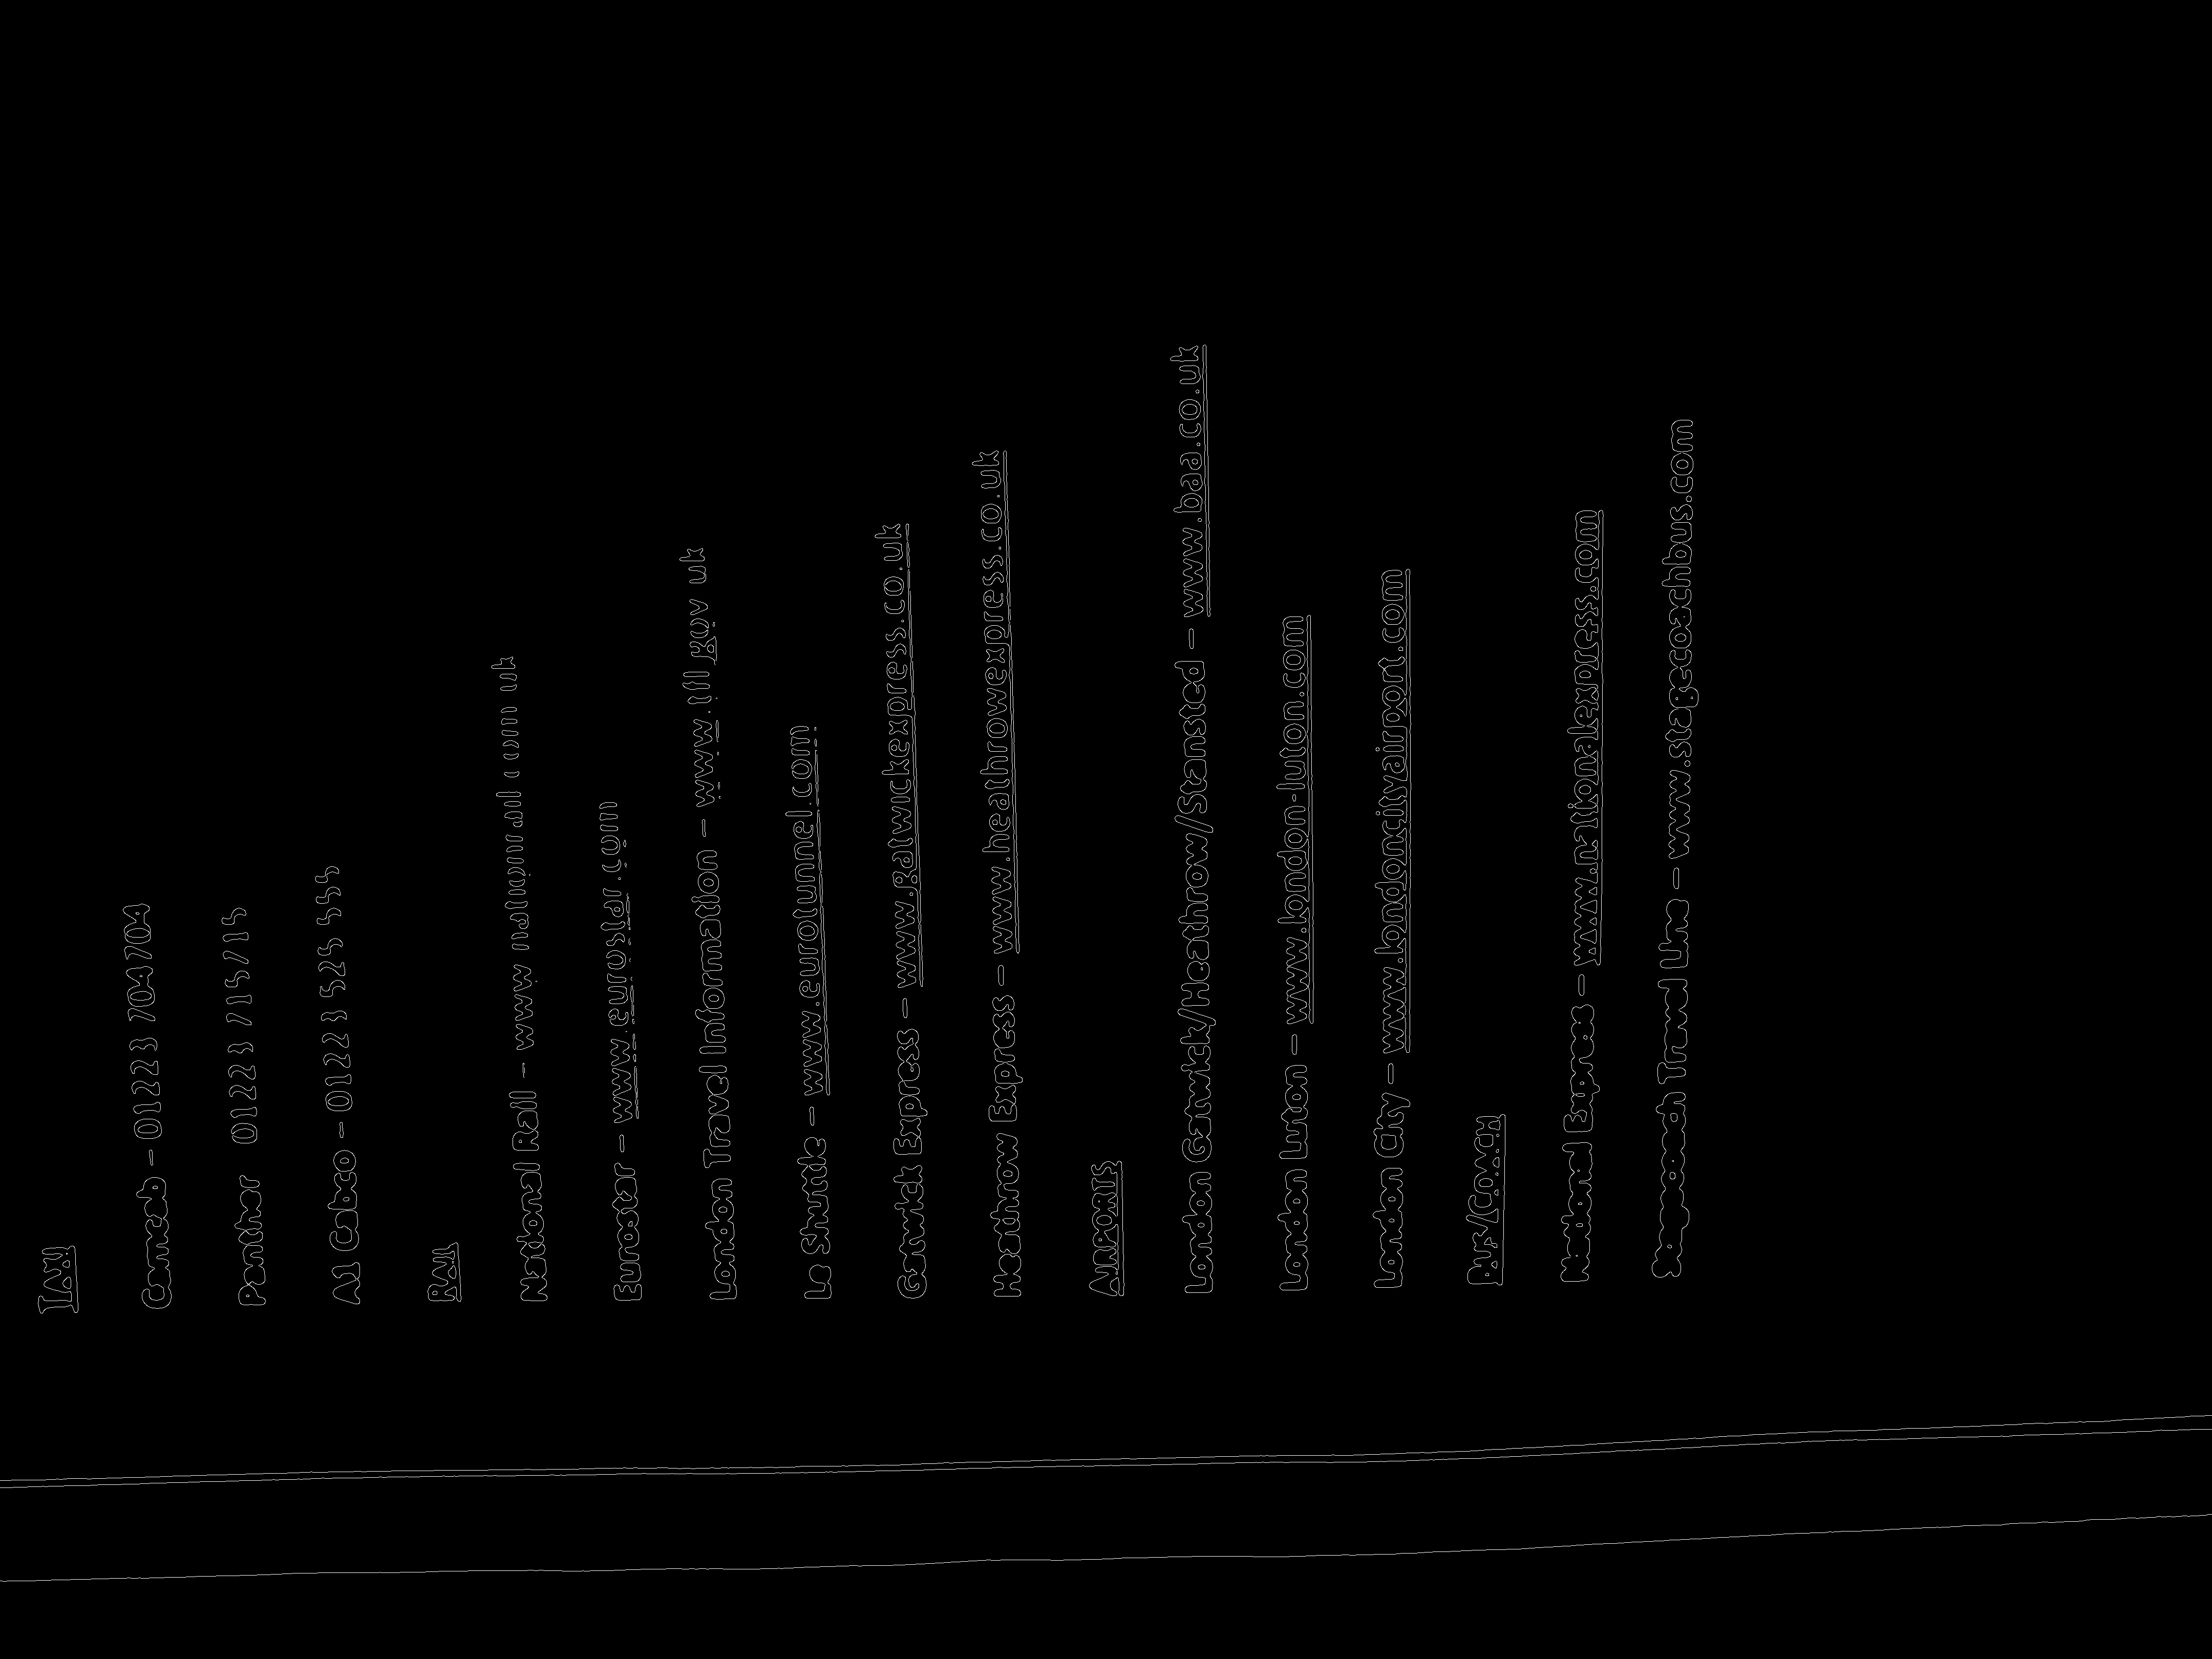 TAXI
Camcab - 01223 704704
Panther 01223 715715
A1 Cabco - 01223 525 555
RAIL
National Rail - www nationalrail com uk
Eurostar - www.eurostar.com
London Travel Information - www.tfl gov uk
Le Shuttle - www.eurotunnel.com
Gatwick Express - www.gatwickexpress.co.uk
Heathrow Express - www.heathrowexpress.co.uk
AIRPORTS
London Gatwick/Heathrow/Stansted - www.baa.co.uk
London Luton - www.london-luton.com
London City - www.londoncityairport.com
BUS/COACH
National Express - www.nationalexpress.com
Stagecoach Travel Line - www.stagecoachbus.com